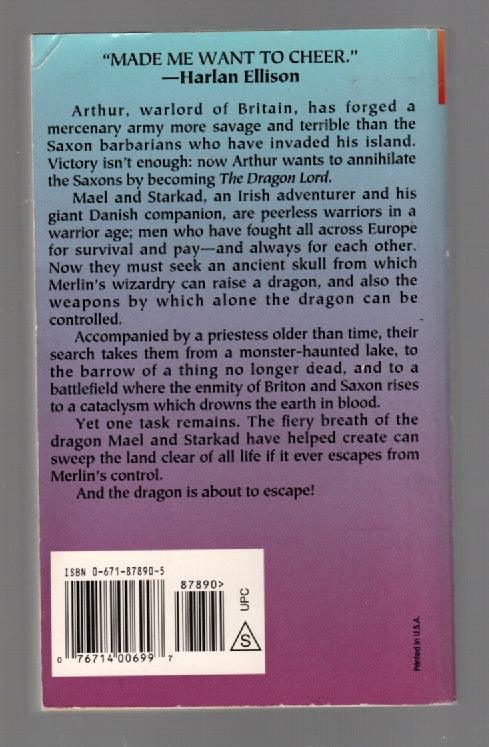 “MADE ME WANT TO CHEER.”
—Harlan Ellison
Arthur, warlord of Britain, has forged a
mercenary army more savage and terrible than the
Saxon barbarians who have invaded his island.
Victory isn’t enough: now Arthur wants to annihilate
the Saxons by becoming The Dragon Lord.
Mael and Starkad, an Irish adventurer and his
giant Danish companion, are peerless warriors in a
warrior age; men who have fought all across Europe
for survival and pay—and always for each other.
Now they must seek an ancient skull from which
Merlin’s wizardry can raise a dragon, and also the
weapons by which alone the dragon can be
controlled.
Accompanied by a priestess older than time, their
search takes them from a monster-haunted lake, to
the barrow of a thing no longer dead, and to a
battlefield where the enmity of Briton and Saxon rises
to a cataclysm which drowns the earth in blood.
Yet one task remains. The fiery breath of the
dragon Mael and Starkad have helped create can
sweep the land clear of all life if it ever escapes from
Merlin’s control.
And the dragon is about to escape!
ISBN 0-671-87890-5
87890>
UPC
S
0 76714 00699 7
Printed in U.S.A.